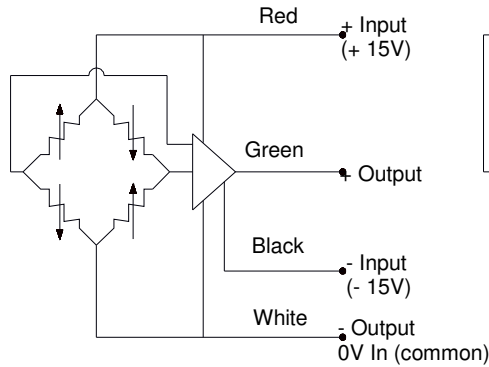 Red
+ Input
(+ 15V)
Green
+ Output
Black
- Input
(- 15V)
White
- Output
0V In (common)